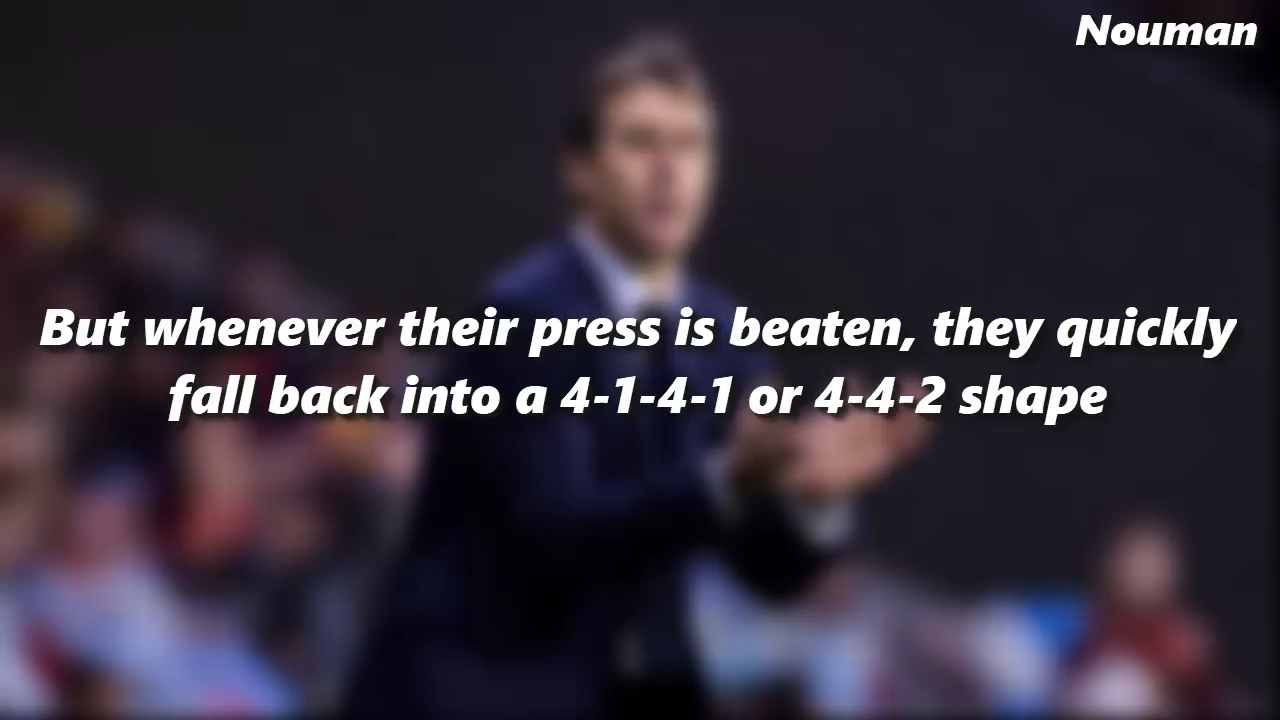 Nouman
But whenever their press is beaten, they quickly
fall back into a 4-1-4-1 or 4-4-2 shape